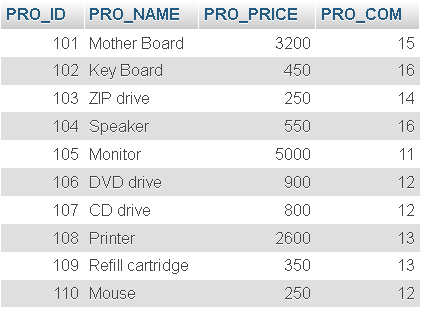 PRO_ID PRO_NAME PRO_PRICE PRO_COM
101 Mother Board 3200 15
102 Key Board 450 16
103 ZIP drive 250 14
104 Speaker 550 16
105 Monitor 5000 11
106 DVD drive 900 12
107 CD drive 800 12
108 Printer 2600 13
109 Refill cartridge 350 13
110 Mouse 250 12